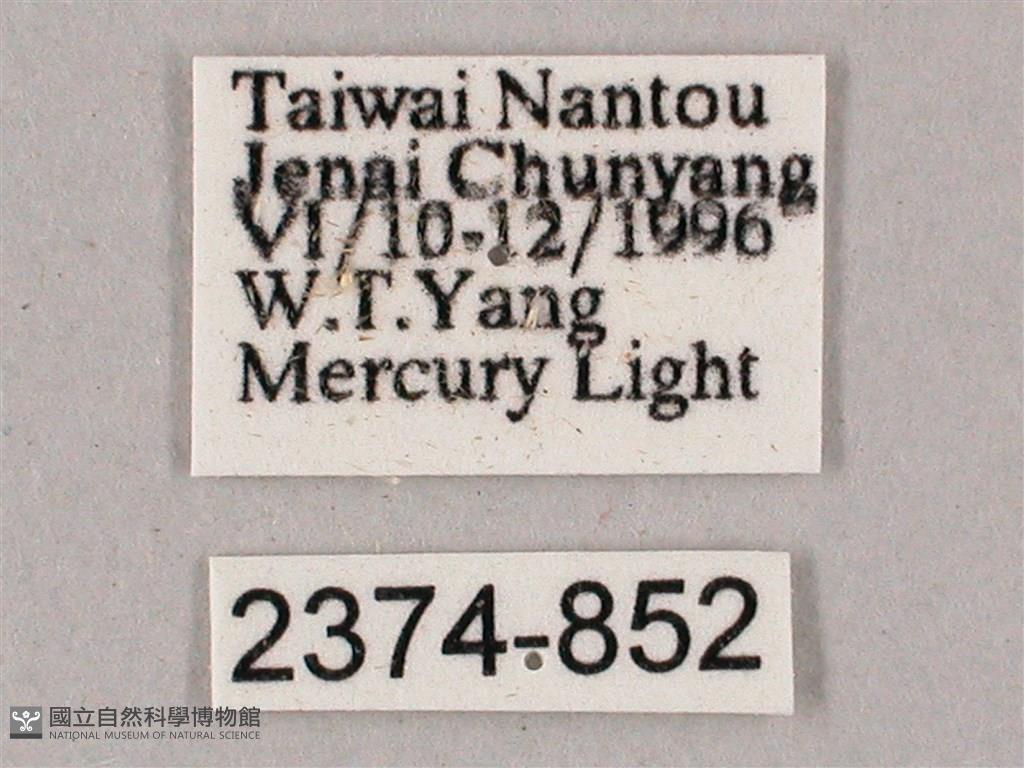 Taiwai Nantou
Jenai Chunyang
VI/10-12/1996
W.T.Yang
Mercury Light
2374-852
國立自然科學博物館
NATIONAL MUSEUM OF NATURAL SCIENCE